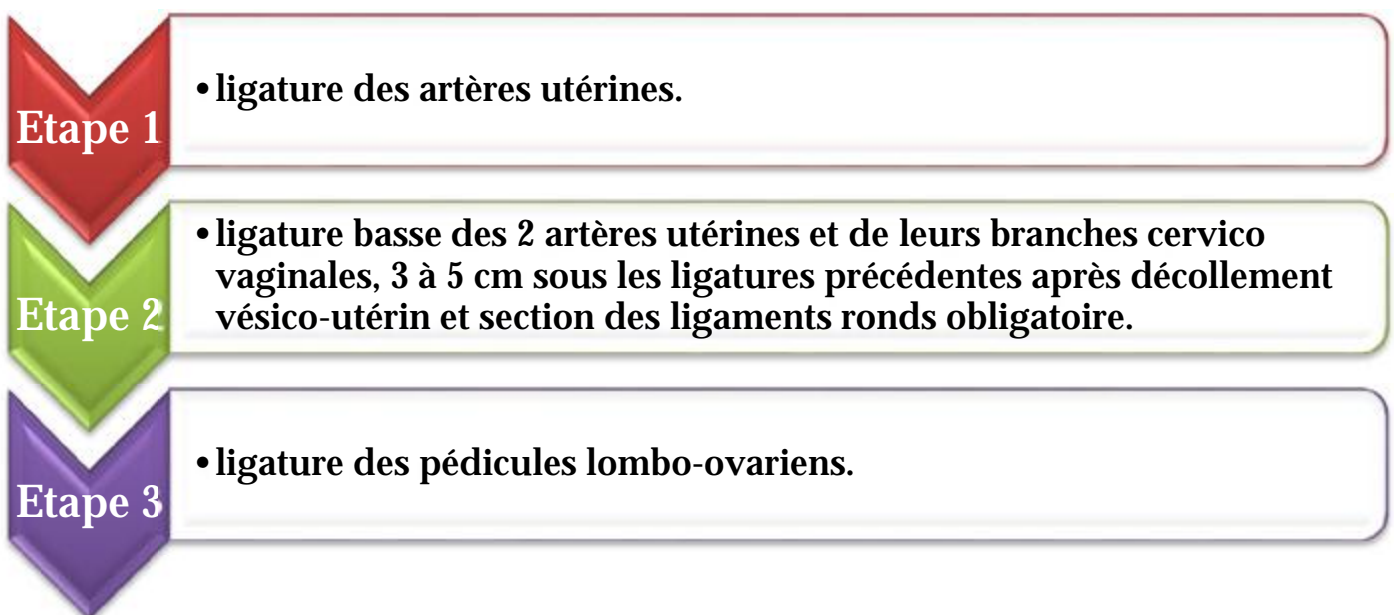 Etape 1
•ligature des artères utérines.
Etape 2
•ligature basse des 2 artères utérines et de leurs branches cervico
vaginales, 3 à 5 cm sous les ligatures précédentes après décollement
vésico-utérin et section des ligaments ronds obligatoire.
Etape 3
•ligature des pédicules lombo-ovariens.